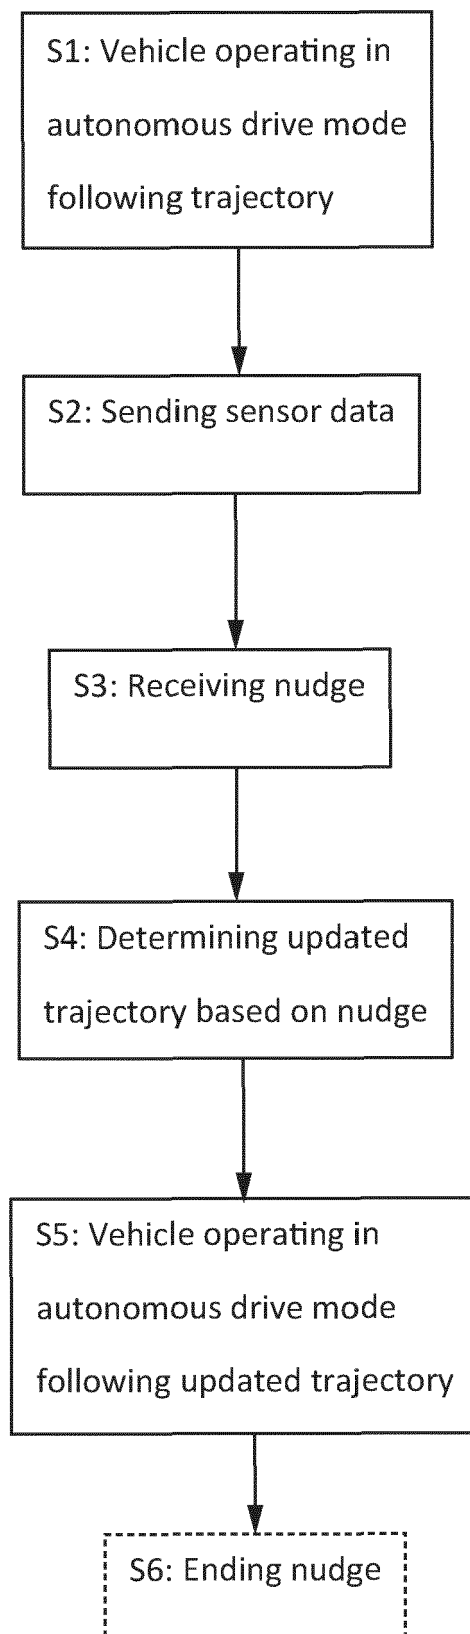 S1: Vehicle operating in
autonomous drive mode
following trajectory
S2: Sending sensor data
S3: Receiving nudge
S4: Determining updated
trajectory based on nudge
S5: Vehicle operating in
autonomous drive mode
following updated trajectory
S6: Ending nudge